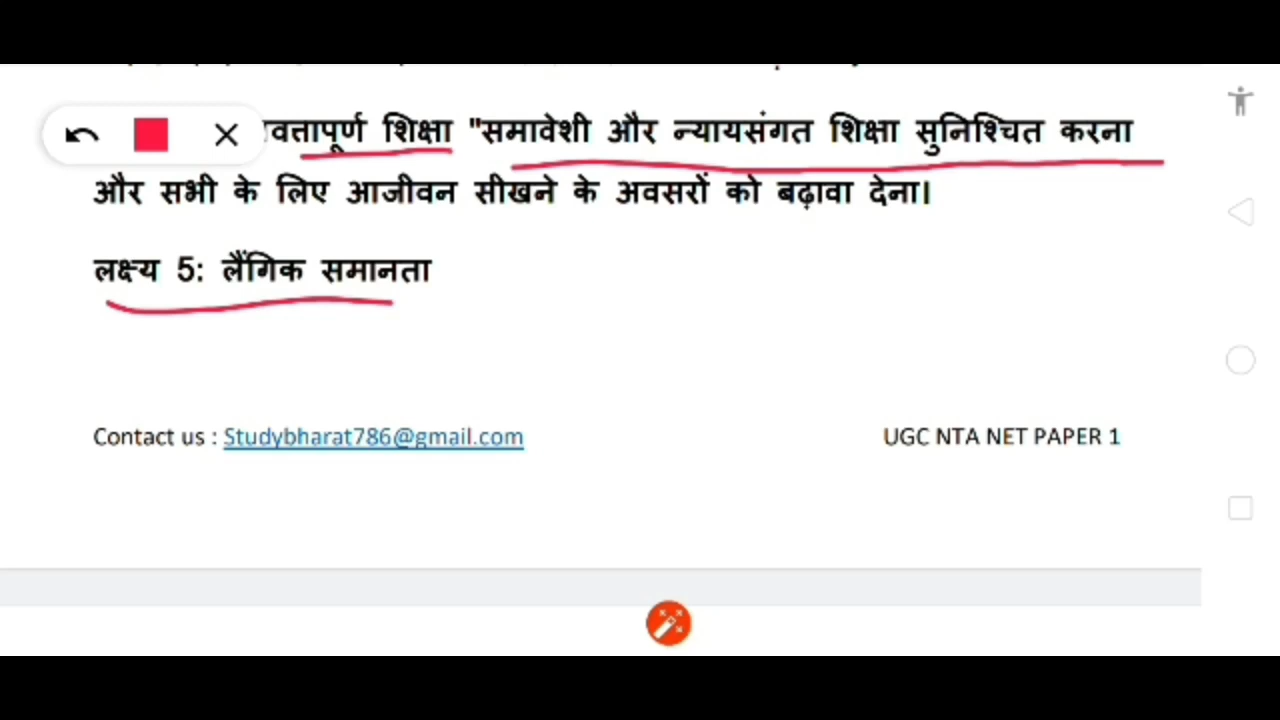 शिक्षा "समावेशी और न्यायसंगत शिक्षा सुनिश्चित करना
और सभी के लिए आजीवन सीखने के अवसरों को बढ़ावा देना।
लक्ष्य 5: लैंगिक समानता
Contact us : Studybharat786@gmail.com
UGC NTA NET PAPER 1